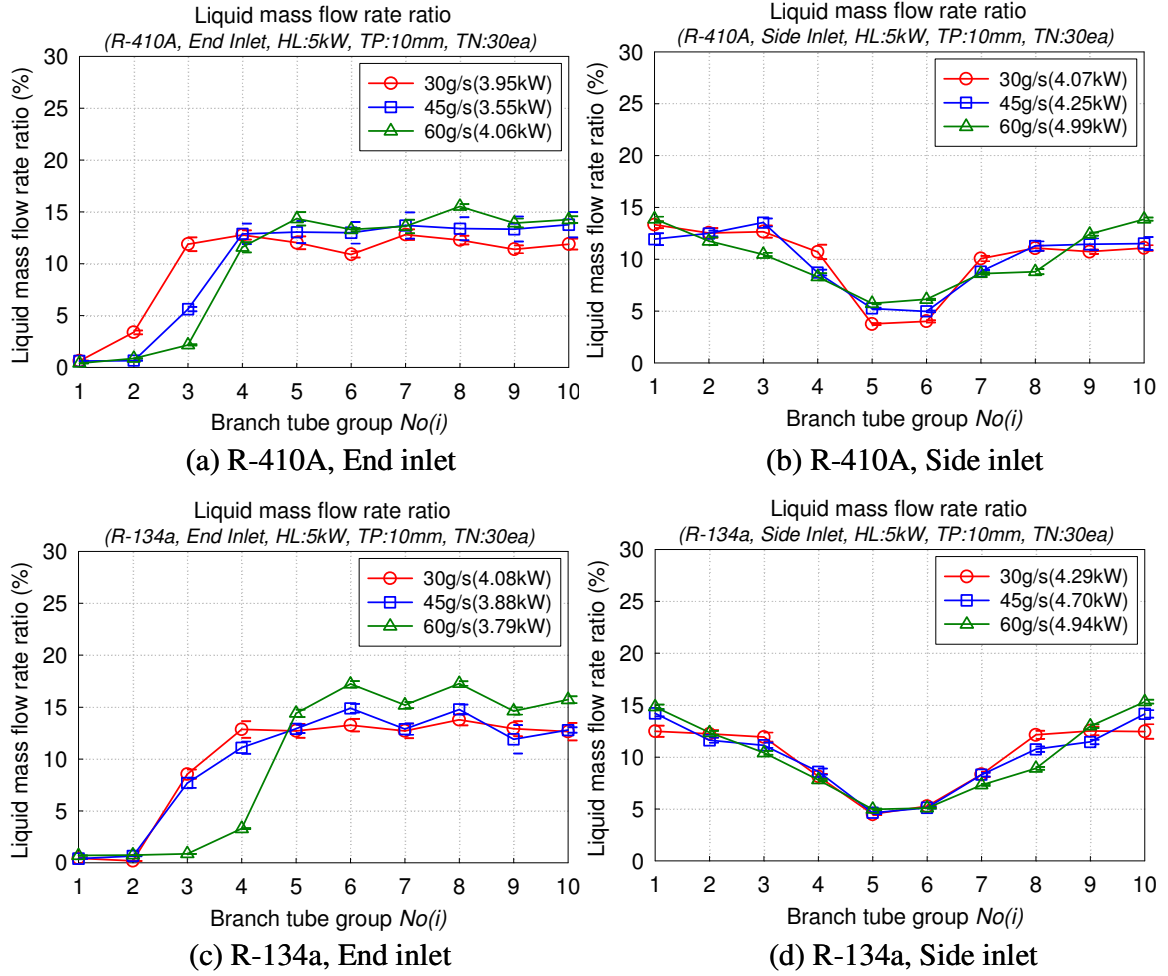 Liquid mass flow rate ratio
(R-410A, End Inlet, HL:5kW, TP:10mm, TN:30ea)
Liquid mass flow rate ratio (%)
30
25
20
15
10
5
0
30g/s(3.95kW)
45g/s(3.55kW)
60g/s(4.06kW)
1 2 3 4 5 6 7 8 9 10
Branch tube group No(i)
(a) R-410A, End inlet
Liquid mass flow rate ratio
(R-410A, Side Inlet, HL:5kW, TP:10mm, TN:30ea)
Liquid mass flow rate ratio (%)
30
25
20
15
10
5
0
30g/s(4.07kW)
45g/s(4.25kW)
60g/s(4.99kW)
1 2 3 4 5 6 7 8 9 10
Branch tube group No(i)
(b) R-410A, Side inlet
Liquid mass flow rate ratio
(R-134a, End Inlet, HL:5kW, TP:10mm, TN:30ea)
Liquid mass flow rate ratio (%)
30
25
20
15
10
5
0
30g/s(4.08kW)
45g/s(3.88kW)
60g/s(3.79kW)
1 2 3 4 5 6 7 8 9 10
Branch tube group No(i)
(c) R-134a, End inlet
Liquid mass flow rate ratio
(R-134a, Side Inlet, HL:5kW, TP:10mm, TN:30ea)
Liquid mass flow rate ratio (%)
30
25
20
15
10
5
0
30g/s(4.29kW)
45g/s(4.70kW)
60g/s(4.94kW)
1 2 3 4 5 6 7 8 9 10
Branch tube group No(i)
(d) R-134a, Side inlet